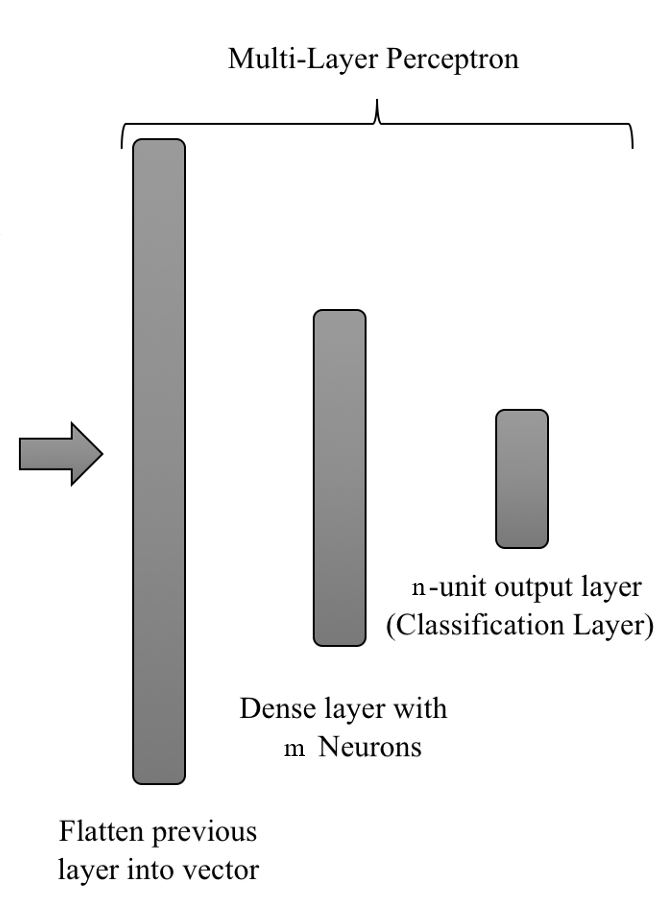 Multi-Layer Perceptron
n-unit output layer
(Classification Layer)
Dense layer with
m Neurons
Flatten previous
layer into vector